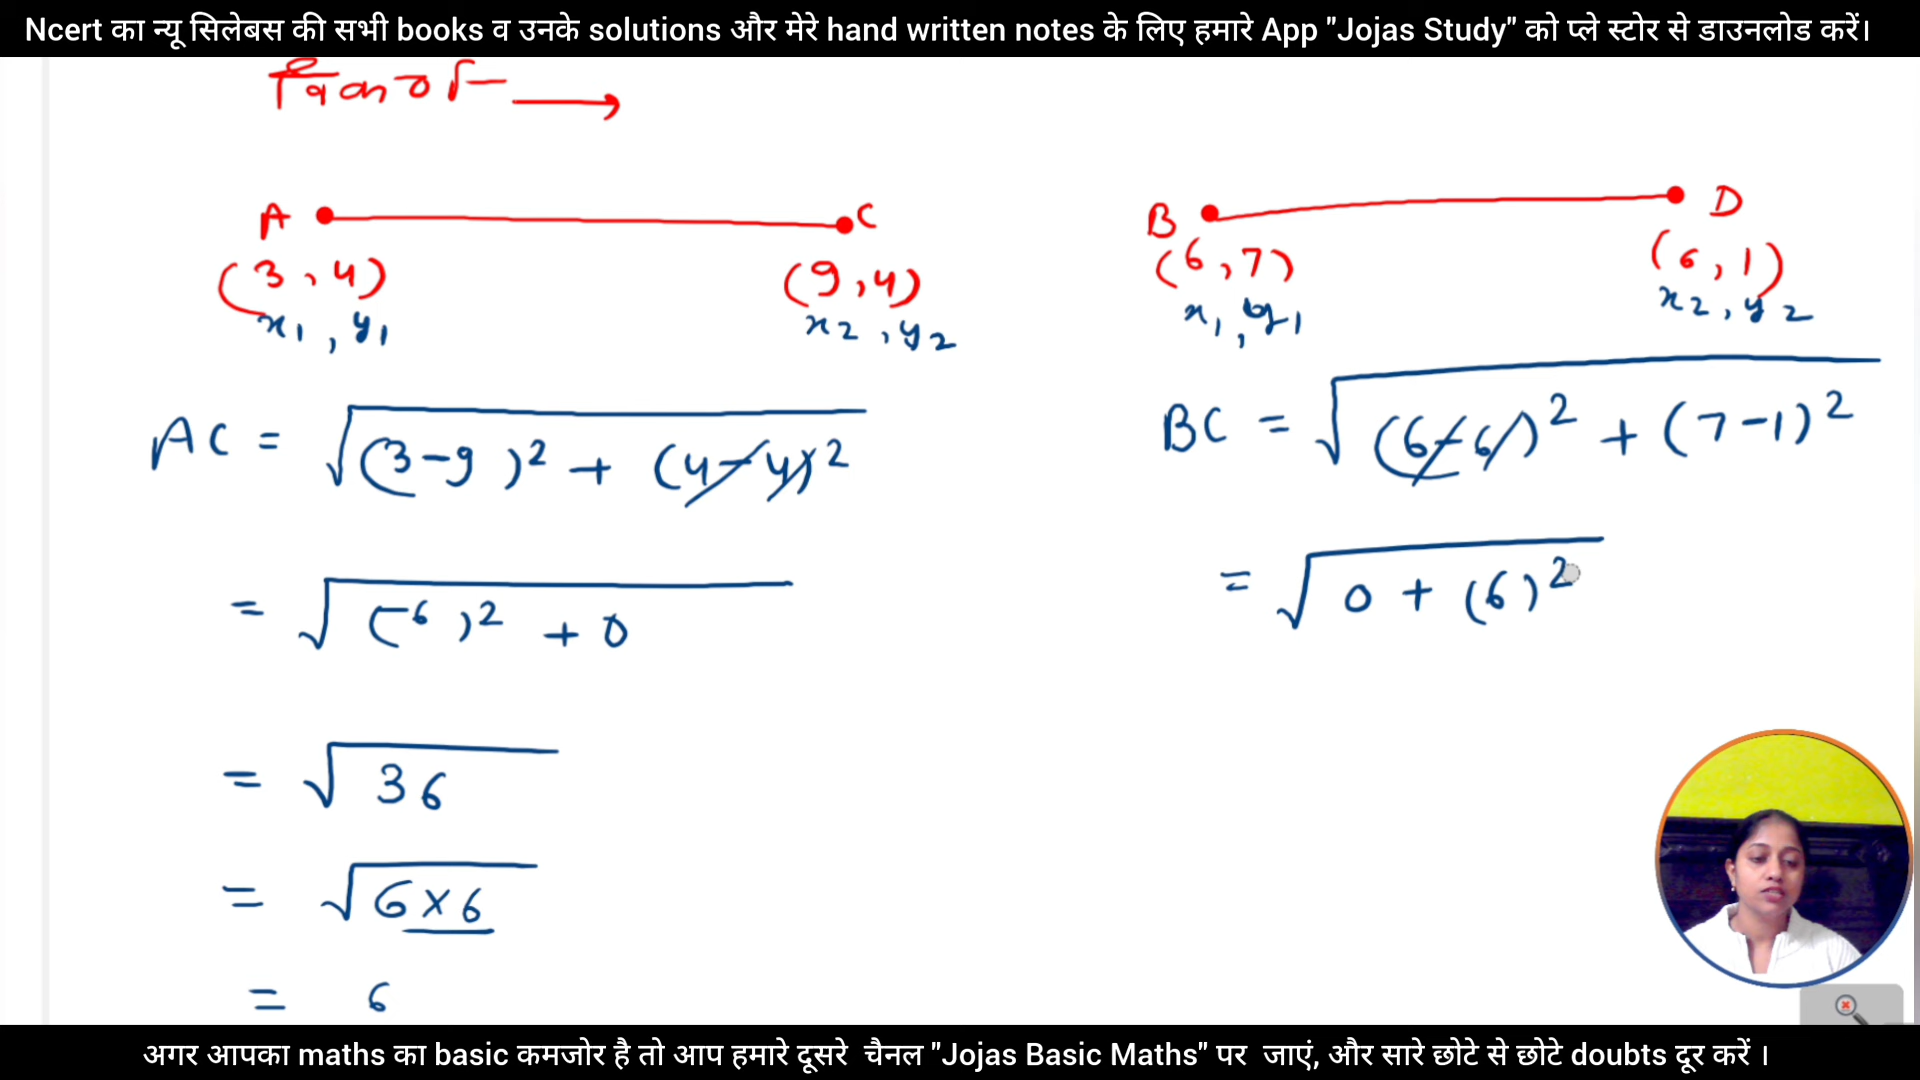 Ncert का न्यू सिलेबस की सभी books व उनके solutions और मेरे hand written notes के लिए हमारे App "Jojas Study" को प्ले स्टोर से डाउनलोड करें।
विकर्ण →
A C
(3, 4) (9, 4)
x₁, y₁ x₂, y₂
AC = √(3-9)² + (4-4)²
= √(-6)² + 0
= √36
= √6×6
= 6
B D
(6, 7) (6, 1)
x₁, y₁ x₂, y₂
BC = √(6-6)² + (7-1)²
= √0 + (6)²
अगर आपका maths का basic कमजोर है तो आप हमारे दूसरे चैनल "Jojas Basic Maths" पर जाएं, और सारे छोटे से छोटे doubts दूर करें ।